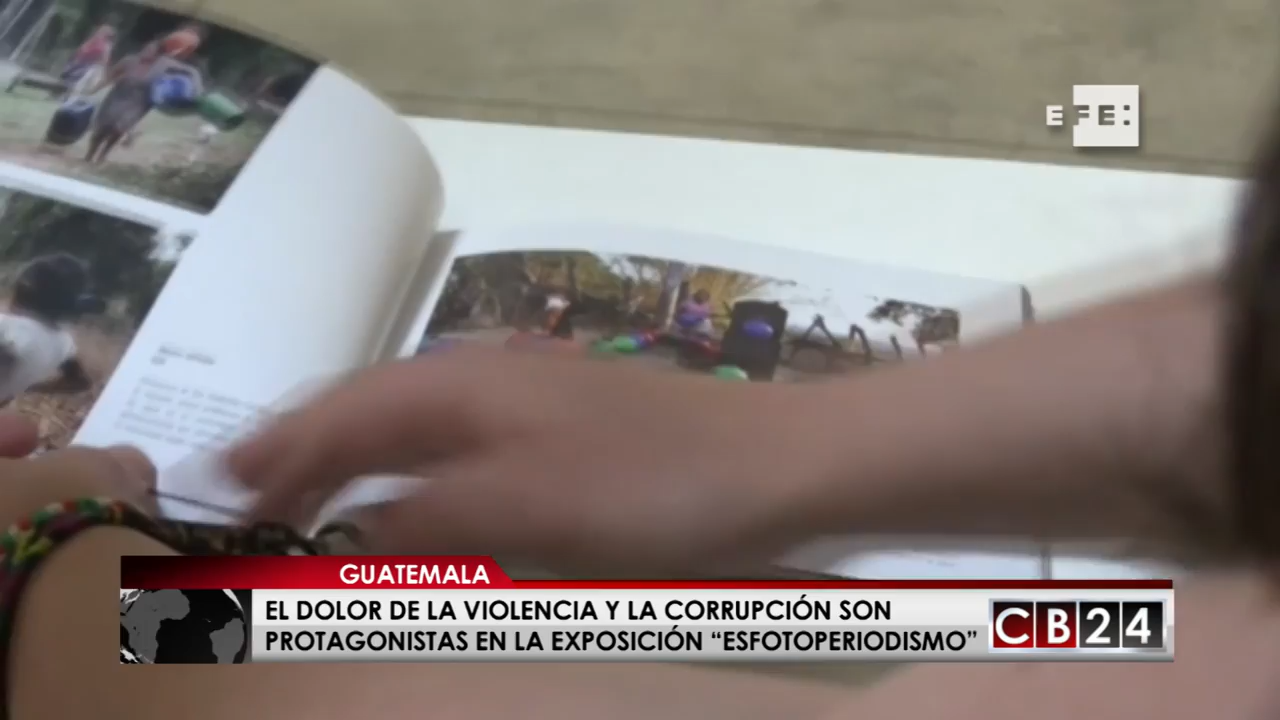 EFE:
GUATEMALA
EL DOLOR DE LA VIOLENCIA Y LA CORRUPCIÓN SON
PROTAGONISTAS EN LA EXPOSICIÓN “ESFOTOPERIODISMO”
CB24